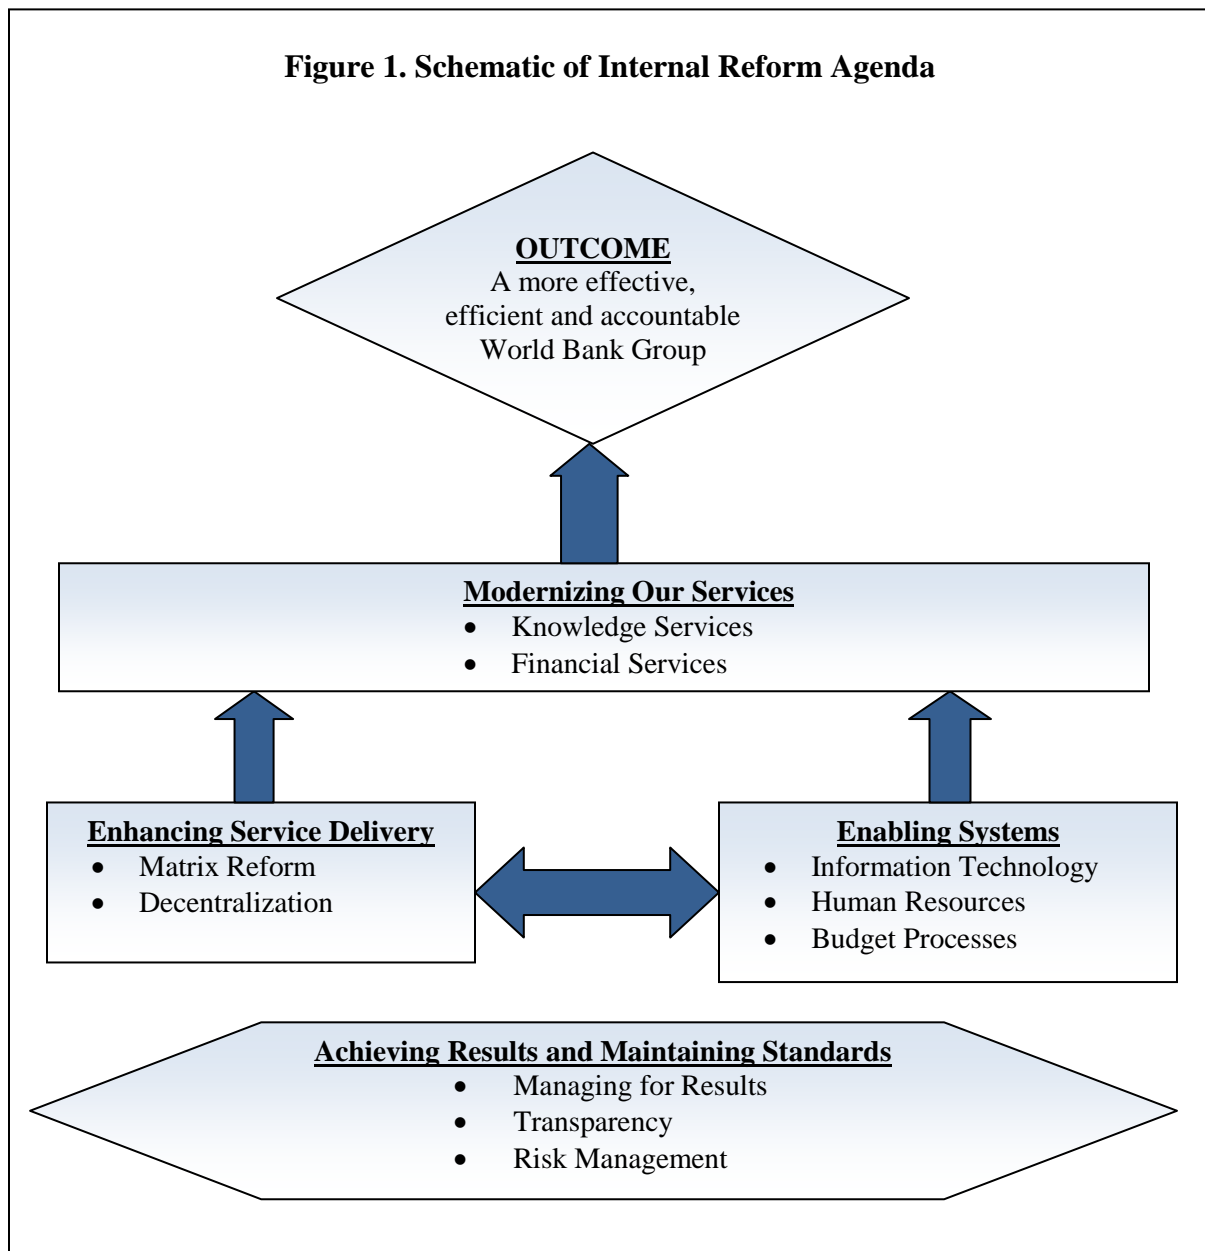 Figure 1. Schematic of Internal Reform Agenda
OUTCOME
A more effective,
efficient and accountable
World Bank Group
Modernizing Our Services
• Knowledge Services
• Financial Services
Enhancing Service Delivery
• Matrix Reform
• Decentralization
Enabling Systems
• Information Technology
• Human Resources
• Budget Processes
Achieving Results and Maintaining Standards
• Managing for Results
• Transparency
• Risk Management